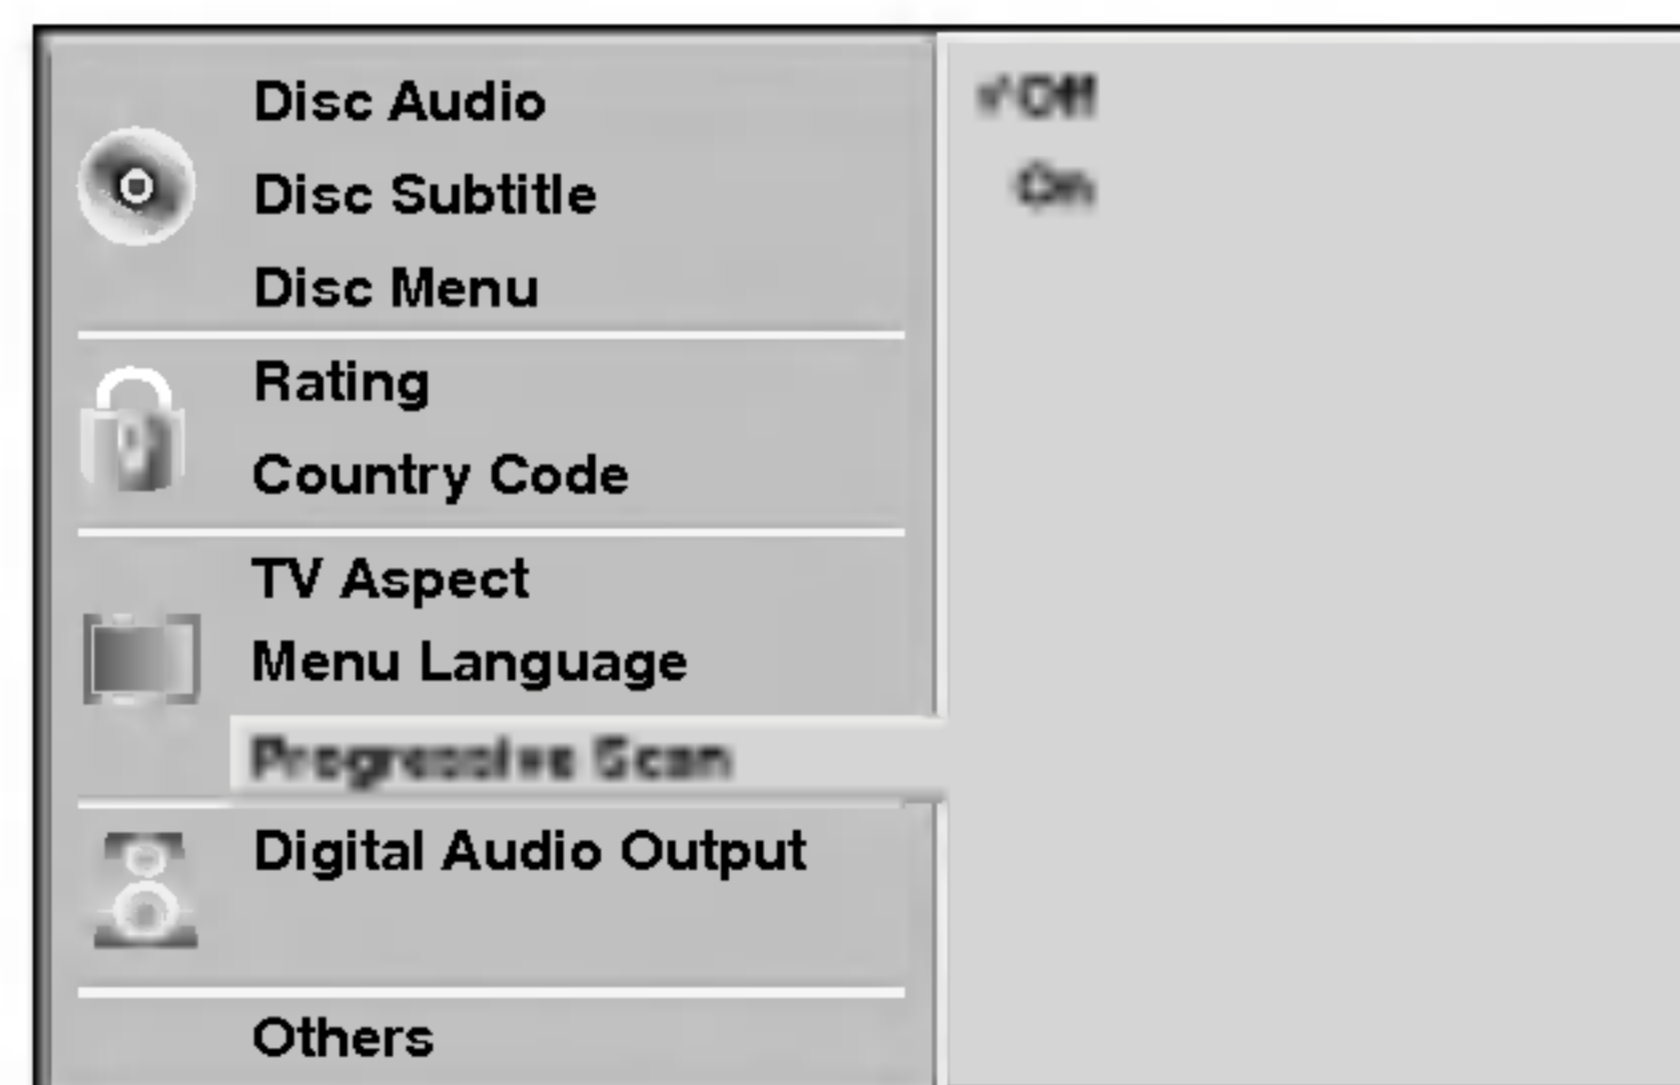 Disc Audio
Disc Subtitle
Disc Menu
Rating
Country Code
TV Aspect
Menu Language
Progressive Scan
Digital Audio Output
Others
✓Off
On